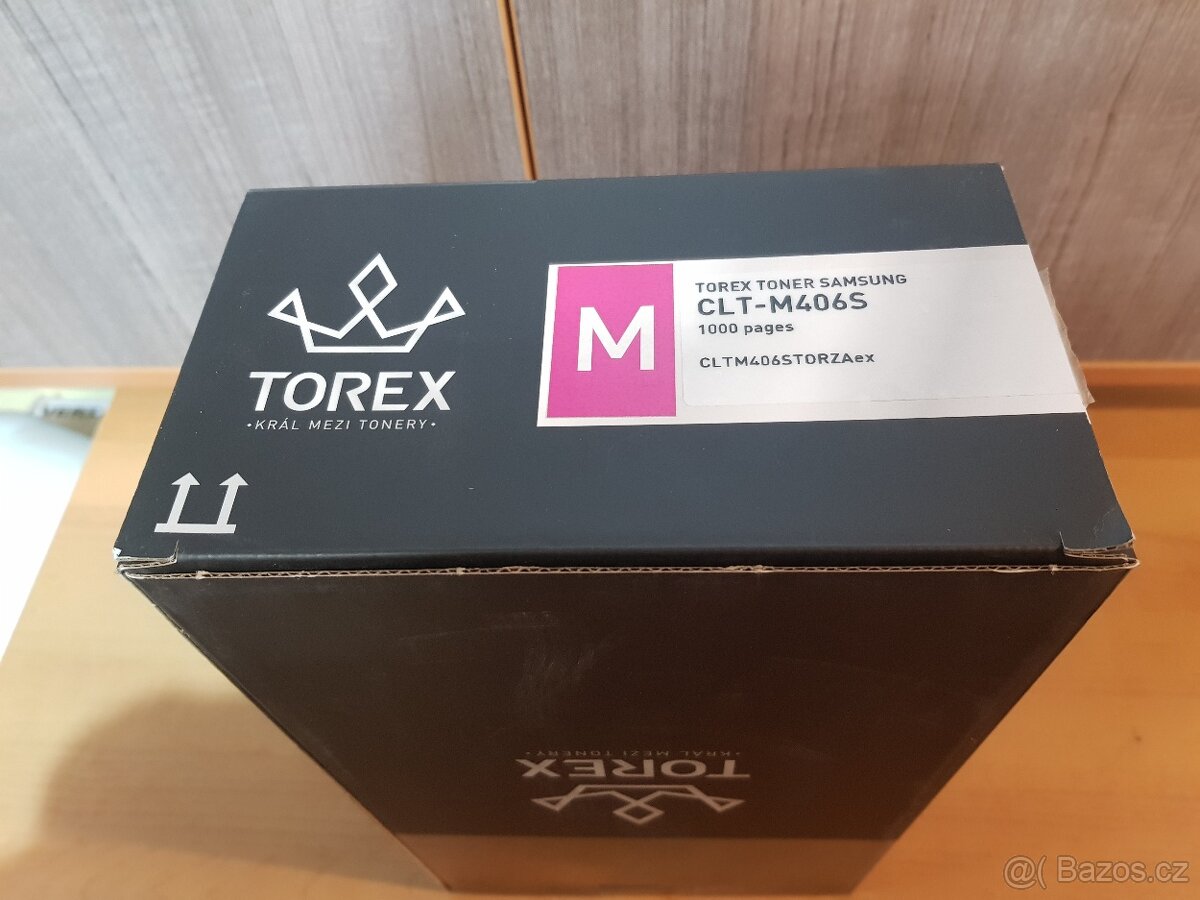 TOREX
•KRÁL MEZI TONERY•
M
TOREX TONER SAMSUNG
CLT-M406S
1000 pages
CLTM406STORZAex
TOREX
•KRÁL MEZI TONERY•
@( Bazos.cz